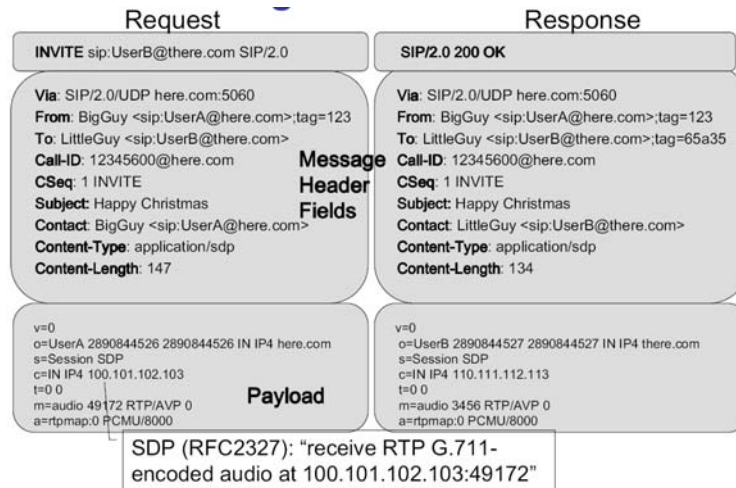 Request
INVITE sip:UserB@there.com SIP/2.0
Via: SIP/2.0/UDP here.com:5060
From: BigGuy <sip:UserA@here.com>;tag=123
To: LittleGuy <sip:UserB@there.com>
Call-ID: 12345600@here.com
CSeq: 1 INVITE
Subject: Happy Christmas
Contact: BigGuy <sip:UserA@here.com>
Content-Type: application/sdp
Content-Length: 147
v=0
o=UserA 2890844526 2890844526 IN IP4 here.com
s=Session SDP
c=IN IP4 100.101.102.103
t=0 0
m=audio 49172 RTP/AVP 0
a=rtpmap:0 PCMU/8000
Message
Header
Fields
Payload
Response
SIP/2.0 200 OK
Via: SIP/2.0/UDP here.com:5060
From: BigGuy <sip:UserA@here.com>;tag=123
To: LittleGuy <sip:UserB@there.com>;tag=65a35
Call-ID: 12345600@here.com
CSeq: 1 INVITE
Subject: Happy Christmas
Contact: LittleGuy <sip:UserB@there.com>
Content-Type: application/sdp
Content-Length: 134
v=0
o=UserB 2890844527 2890844527 IN IP4 there.com
s=Session SDP
c=IN IP4 110.111.112.113
t=0 0
m=audio 3456 RTP/AVP 0
a=rtpmap:0 PCMU/8000
SDP (RFC2327): “receive RTP G.711-
encoded audio at 100.101.102.103:49172”